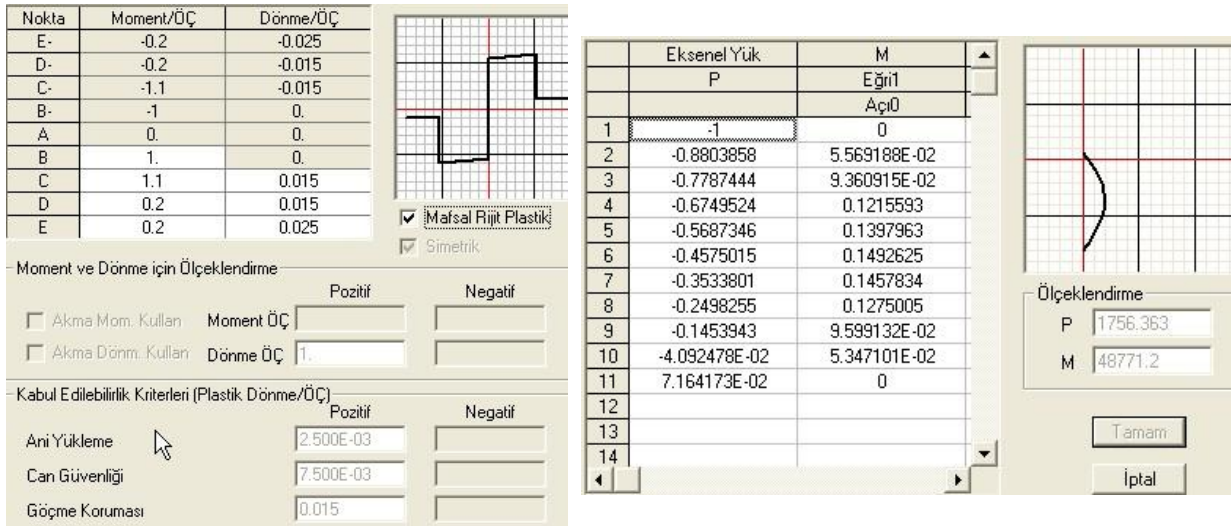 Nokta Moment/ÖÇ Dönme/ÖÇ
E- -0.2 -0.025
D- -0.2 -0.015
C- -1.1 -0.015
B- -1 0.
A 0. 0.
B 1. 0.
C 1.1 0.015
D 0.2 0.015
E 0.2 0.025
Mafsal Rijit Plastik
Simetrik
Moment ve Dönme için Ölçeklendirme
Pozitif Negatif
Akma Mom. Kullan Moment ÖÇ
Akma Dönm. Kullan Dönme ÖÇ 1.
Kabul Edilebilirlik Kriterleri (Plastik Dönme/ÖÇ)
Pozitif Negatif
Ani Yükleme 2.500E-03
Can Güvenliği 7.500E-03
Göçme Koruması 0.015
Eksenel Yük M
P Eğri1
Açı0
1 -1 0
2 -0.8803858 5.569188E-02
3 -0.7787444 9.360915E-02
4 -0.6749524 0.1215593
5 -0.5687346 0.1397963
6 -0.4575015 0.1492625
7 -0.3533801 0.1457834
8 -0.2498255 0.1275005
9 -0.1453943 9.599132E-02
10 -4.092478E-02 5.347101E-02
11 7.164173E-02 0
12
13
14
Ölçeklendirme
P 1756.363
M 48771.2
Tamam
İptal